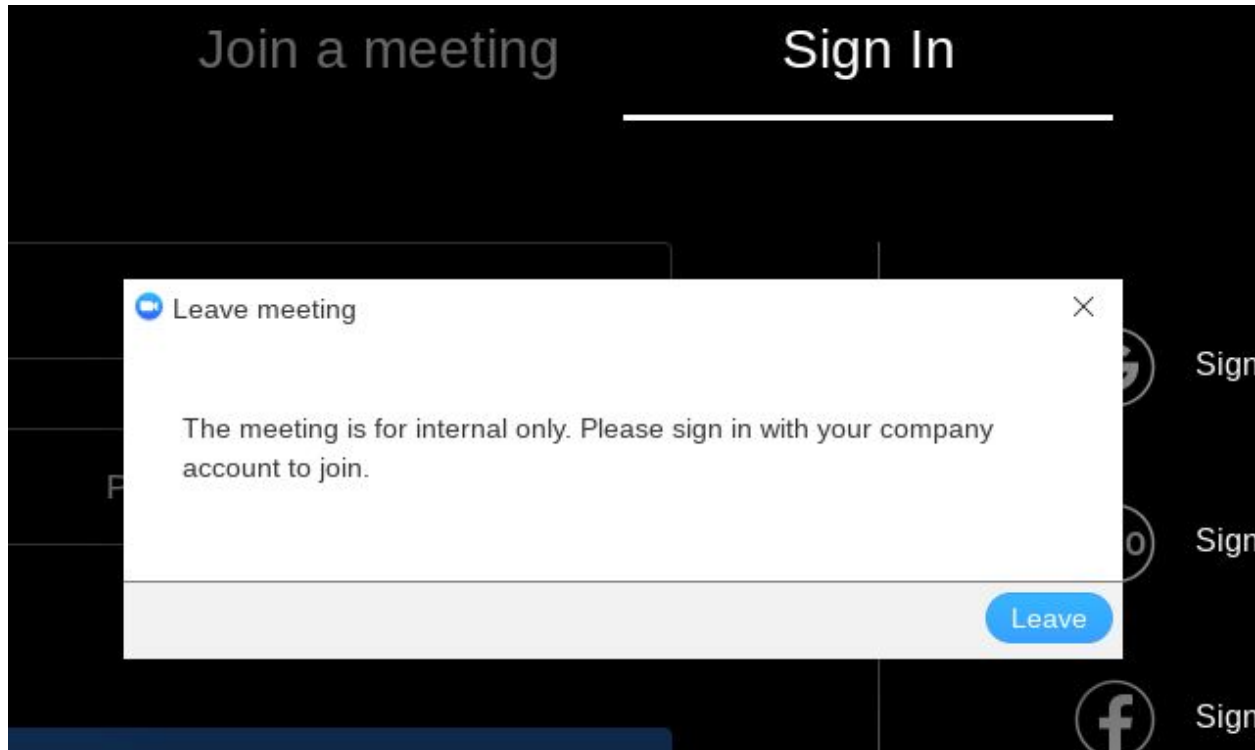 Join a meeting
Sign In
Leave meeting
The meeting is for internal only. Please sign in with your company
account to join.
Leave